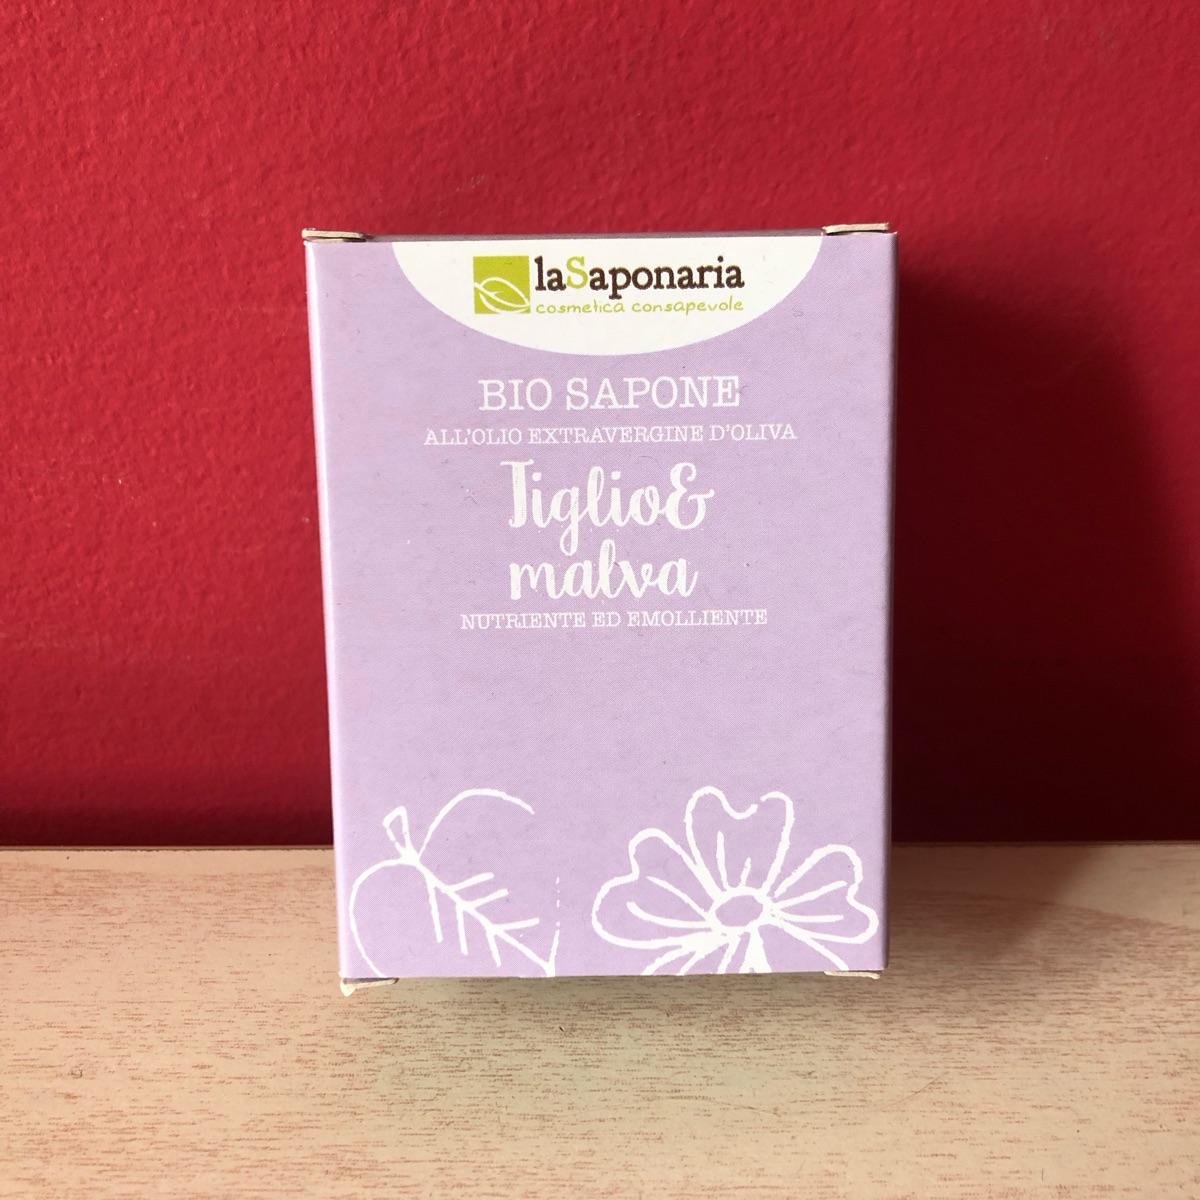 laSaponaria
cosmetica consapevole
BIO SAPONE
ALL'OLIO EXTRAVERGINE D'OLIVA
Tiglio&
malva
NUTRIENTE ED EMOLLIENTE